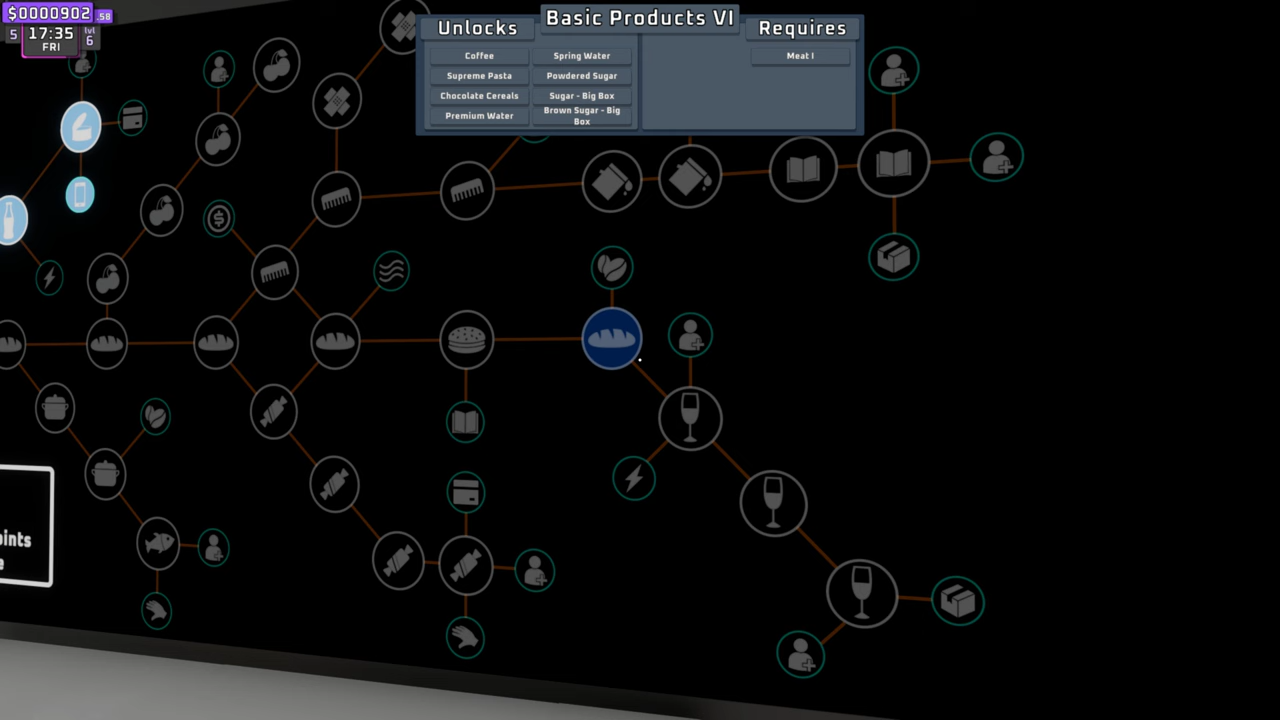 $0000902 .58
5 17:35 lvl 6
FRI
Basic Products VI
Unlocks
Requires
Coffee
Spring Water
Meat I
Supreme Pasta
Powdered Sugar
Chocolate Cereals
Sugar - Big Box
Premium Water
Brown Sugar - Big Box
oints
e